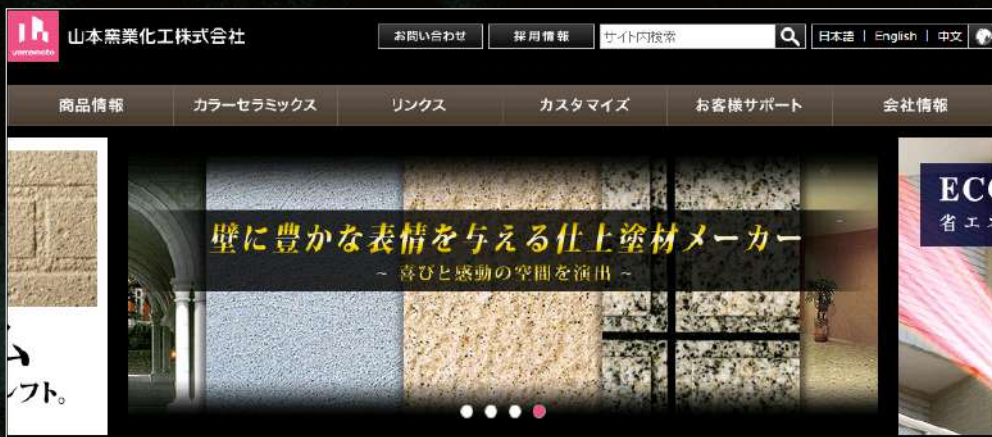 yamamoto
山本窯業化工株式会社
お問い合わせ
採用情報
サイト内検索
日本語 | English | 中文
商品情報
カラーセラミックス
リンクス
カスタマイズ
お客様サポート
会社情報
壁に豊かな表情を与える仕上塗材メーカー
~ 喜びと感動の空間を演出 ~
ム
フト。
ECO
省エネ